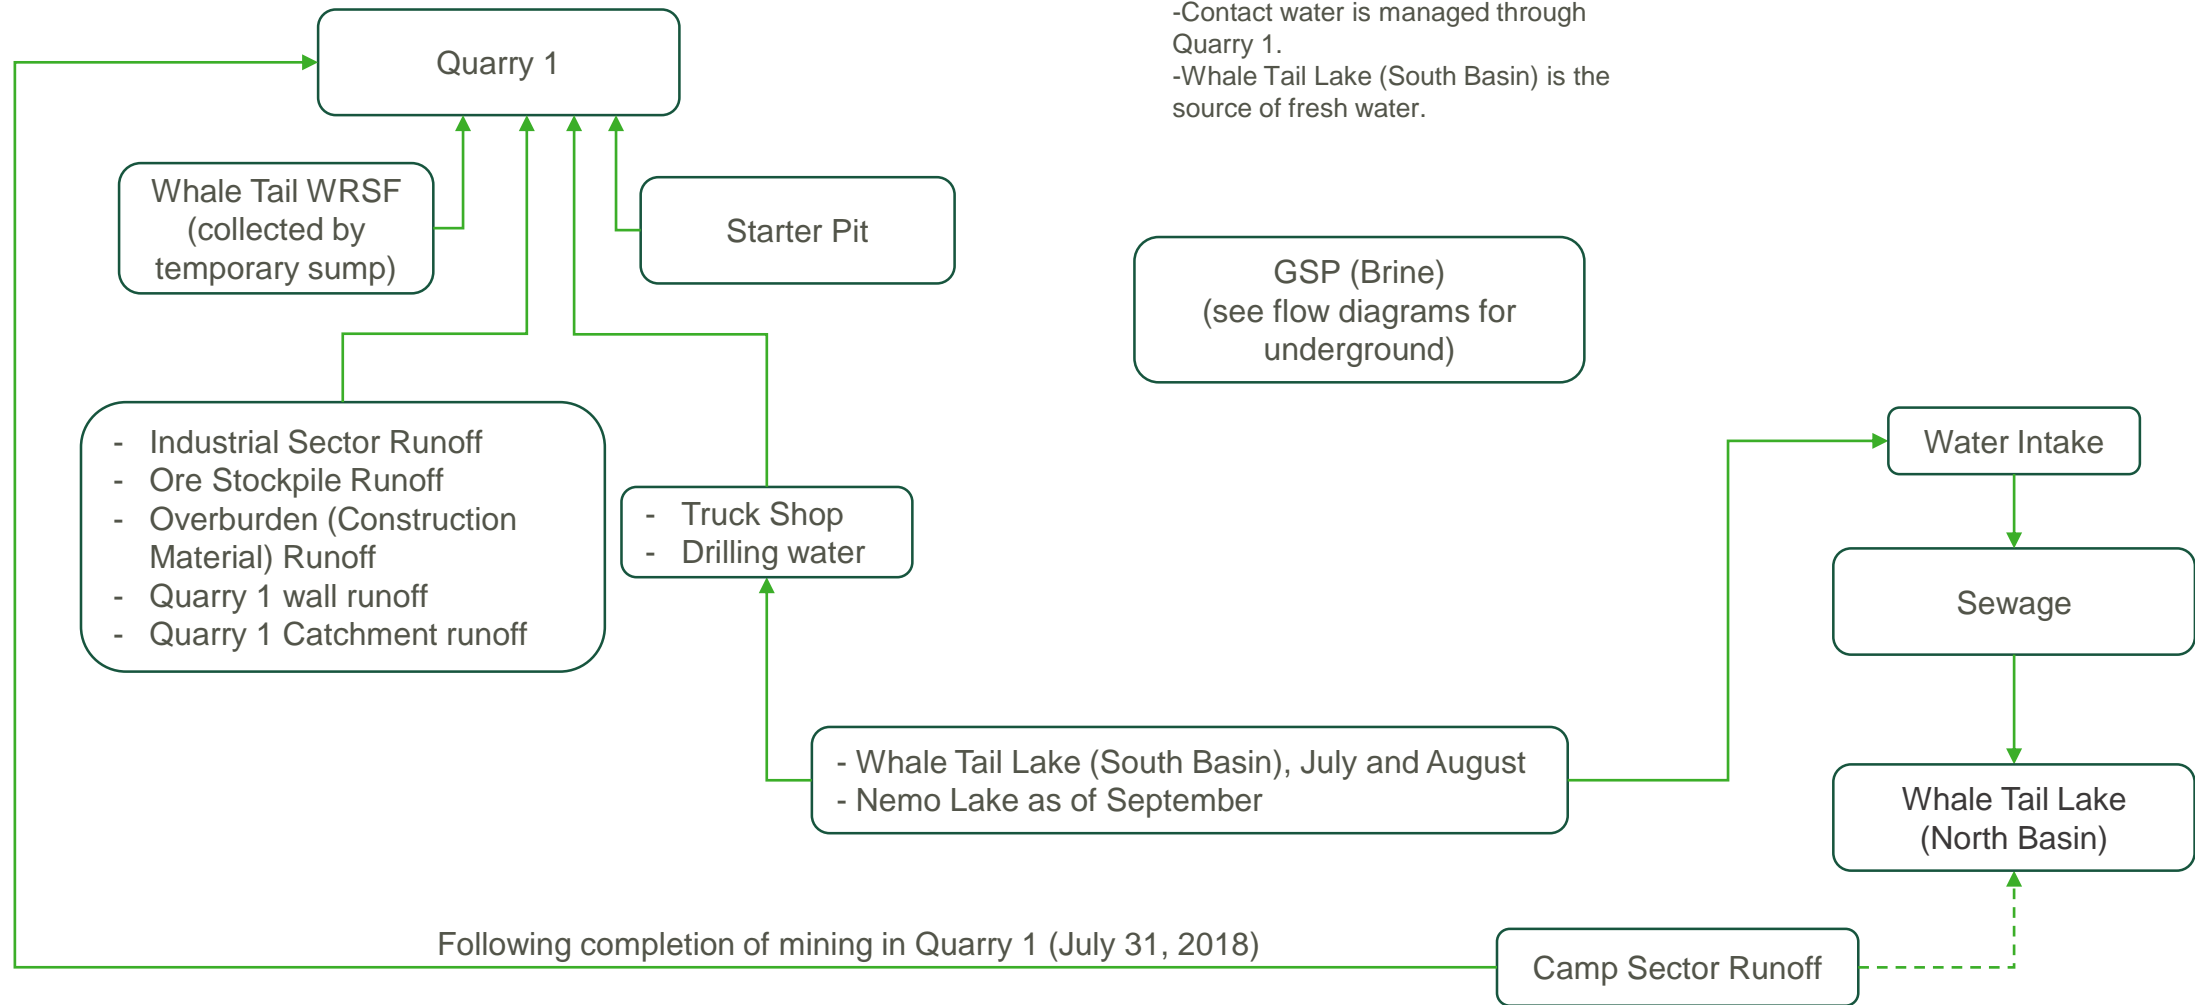 -Contact water is managed through
Quarry 1.
-Whale Tail Lake (South Basin) is the
source of fresh water.
Quarry 1
Whale Tail WRSF
(collected by
temporary sump)
Starter Pit
GSP (Brine)
(see flow diagrams for
underground)
- Industrial Sector Runoff
- Ore Stockpile Runoff
- Overburden (Construction
Material) Runoff
- Quarry 1 wall runoff
- Quarry 1 Catchment runoff
- Truck Shop
- Drilling water
Water Intake
Sewage
- Whale Tail Lake (South Basin), July and August
- Nemo Lake as of September
Whale Tail Lake
(North Basin)
Following completion of mining in Quarry 1 (July 31, 2018)
Camp Sector Runoff